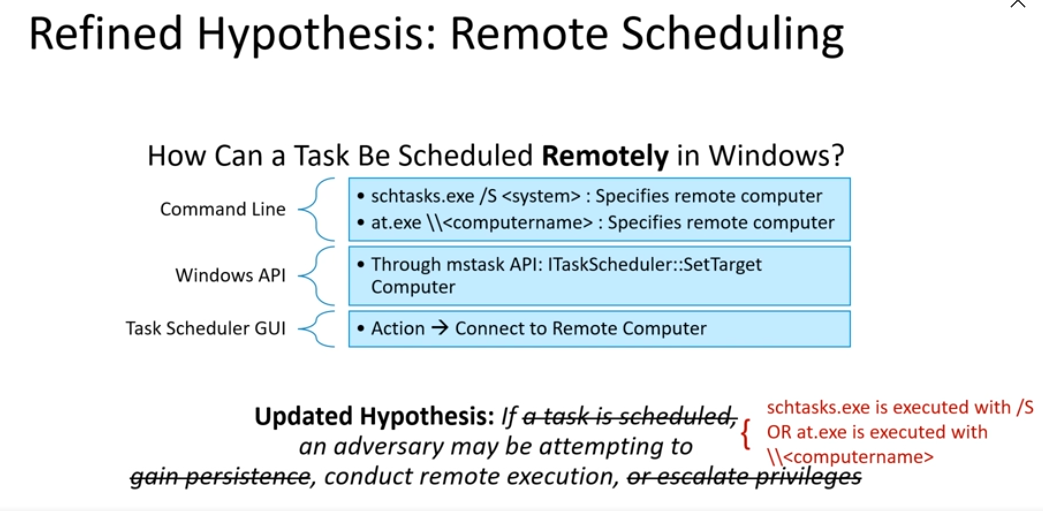 Refined Hypothesis: Remote Scheduling
How Can a Task Be Scheduled Remotely in Windows?
Command Line
• schtasks.exe /S <system> : Specifies remote computer
• at.exe \\<computername> : Specifies remote computer
Windows API
• Through mstask API: ITaskScheduler::SetTarget
Computer
Task Scheduler GUI
• Action → Connect to Remote Computer
Updated Hypothesis: If a task is scheduled,
an adversary may be attempting to
gain persistence, conduct remote execution, or escalate privileges
schtasks.exe is executed with /S
OR at.exe is executed with
\\<computername>